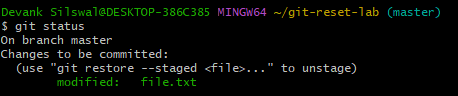 Devank Silswal@DESKTOP-386C385 MINGW64 ~/git-reset-lab (master)
$ git status
On branch master
Changes to be committed:
  (use "git restore --staged <file>..." to unstage)
        modified:   file.txt